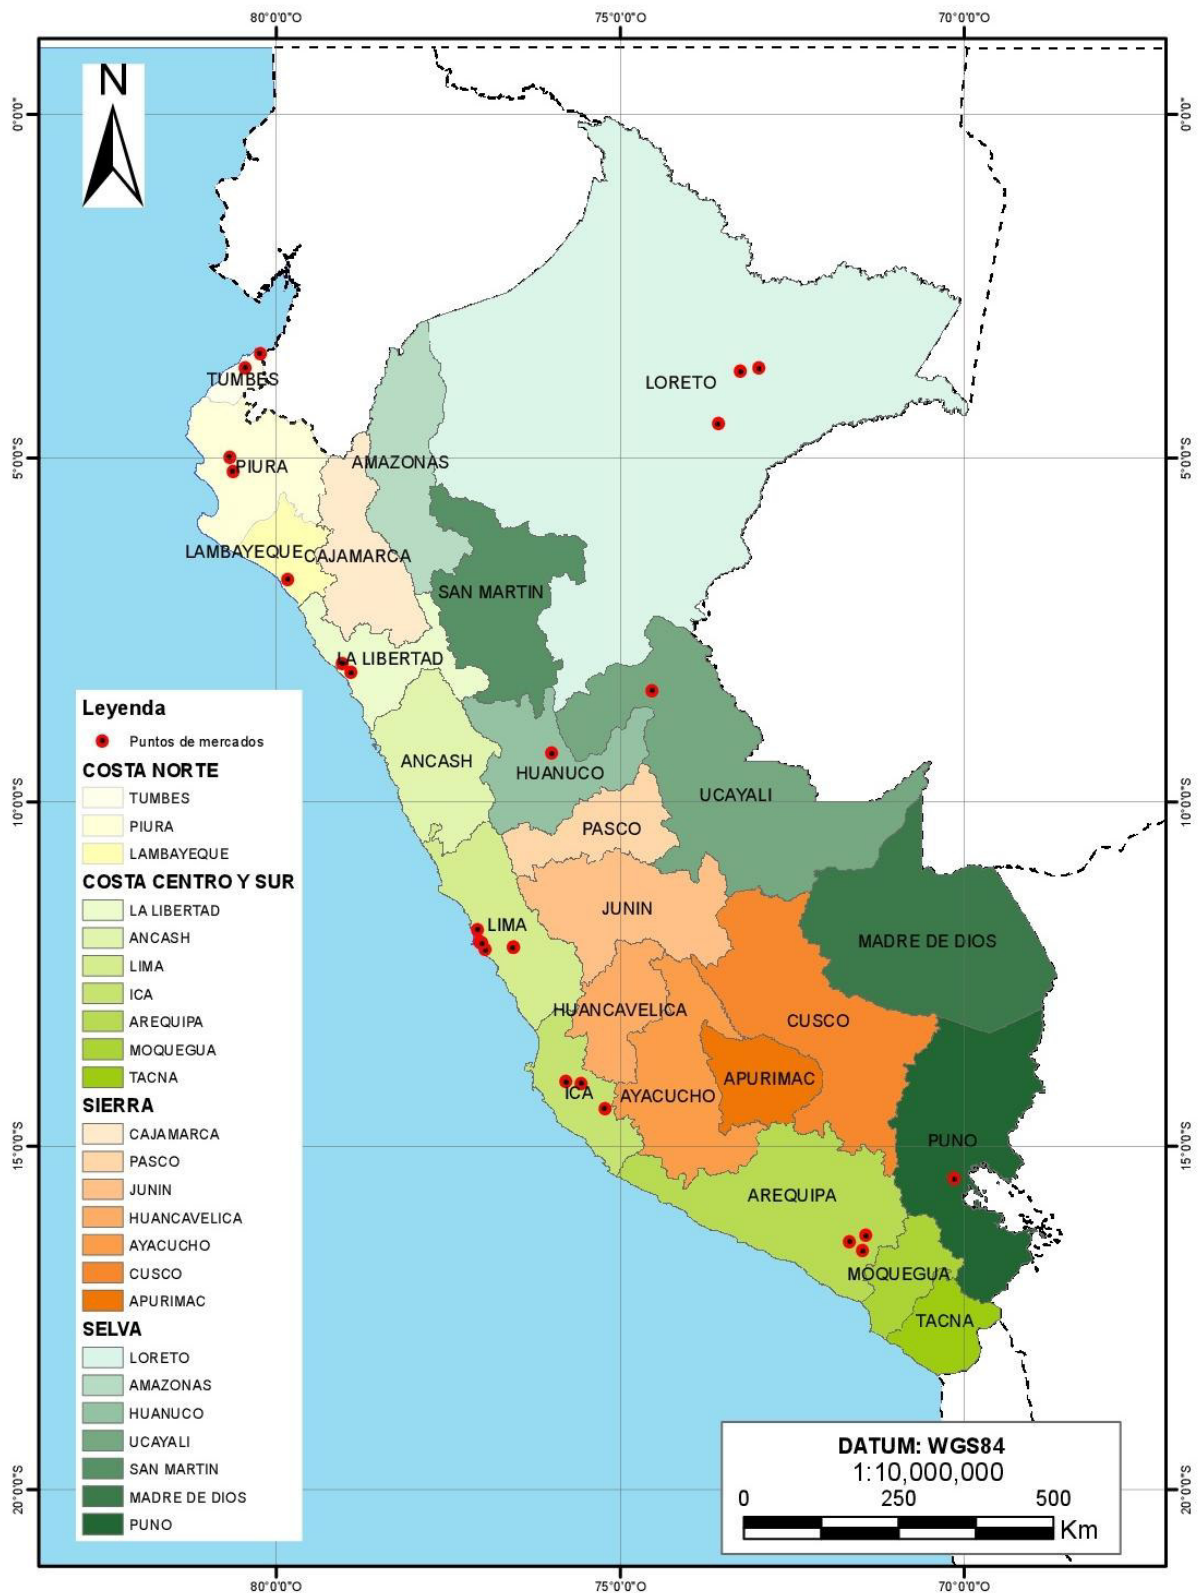 80°0'0"O 75°0'0"O 70°0'0"O
N
0°0'0" 0°0'0"
TUMBES
LORETO
5°0'0"S 5°0'0"S
PIURA
AMAZONAS
LAMBAYEQUE
CAJAMARCA
SAN MARTIN
LA LIBERTAD
ANCASH
HUANUCO
UCAYALI
10°0'0"S 10°0'0"S
PASCO
JUNIN
LIMA
MADRE DE DIOS
HUANCAVELICA
CUSCO
APURIMAC
ICA
AYACUCHO
PUNO
15°0'0"S 15°0'0"S
AREQUIPA
MOQUEGUA
TACNA
20°0'0"S 20°0'0"S
Leyenda
Puntos de mercados
COSTA NORTE
TUMBES
PIURA
LAMBAYEQUE
COSTA CENTRO Y SUR
LA LIBERTAD
ANCASH
LIMA
ICA
AREQUIPA
MOQUEGUA
TACNA
SIERRA
CAJAMARCA
PASCO
JUNIN
HUANCAVELICA
AYACUCHO
CUSCO
APURIMAC
SELVA
LORETO
AMAZONAS
HUANUCO
UCAYALI
SAN MARTIN
MADRE DE DIOS
PUNO
DATUM: WGS84
1:10,000,000
0 250 500
Km
80°0'0"O 75°0'0"O 70°0'0"O